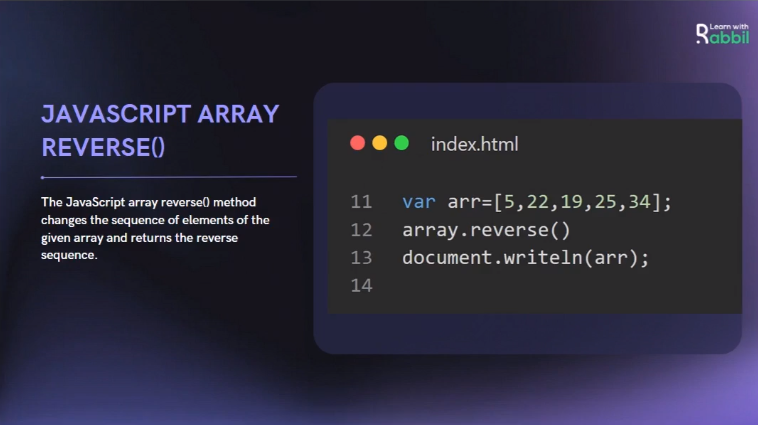 Learn with
Rabbil
JAVASCRIPT ARRAY
REVERSE()
The JavaScript array reverse() method
changes the sequence of elements of the
given array and returns the reverse
sequence.
index.html
11 var arr=[5,22,19,25,34];
12 array.reverse()
13 document.writeln(arr);
14